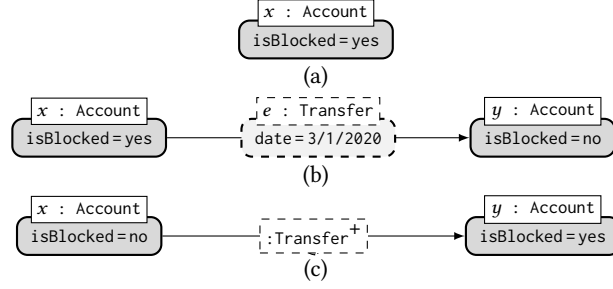 x : Account
isBlocked=yes
(a)
x : Account e : Transfer y : Account
isBlocked=yes date=3/1/2020 isBlocked=no
(b)
x : Account y : Account
isBlocked=no :Transfer+ isBlocked=yes
(c)